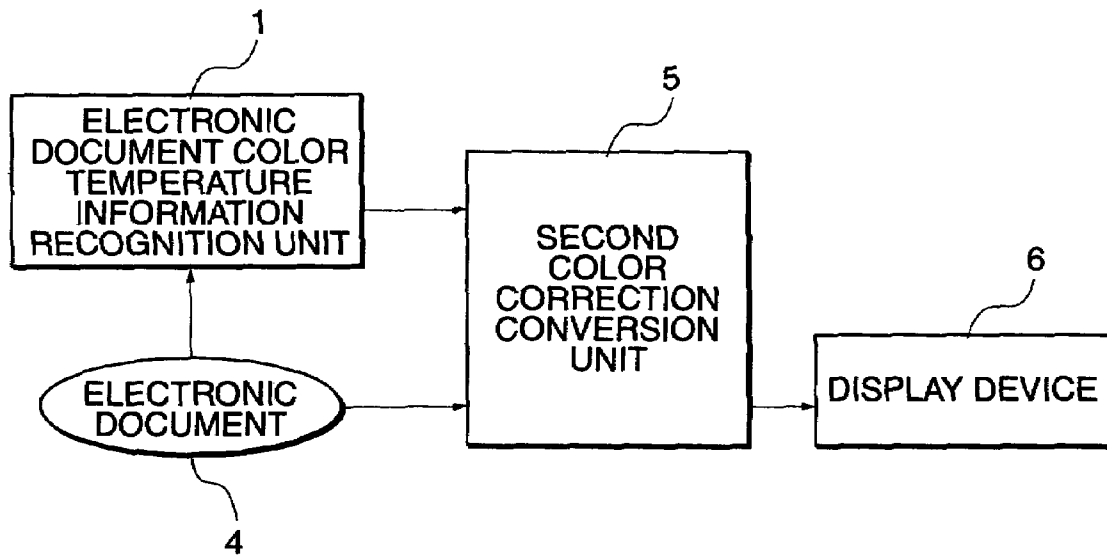 1
ELECTRONIC
DOCUMENT COLOR
TEMPERATURE
INFORMATION
RECOGNITION UNIT
5
SECOND
COLOR
CORRECTION
CONVERSION
UNIT
6
DISPLAY DEVICE
ELECTRONIC
DOCUMENT
4